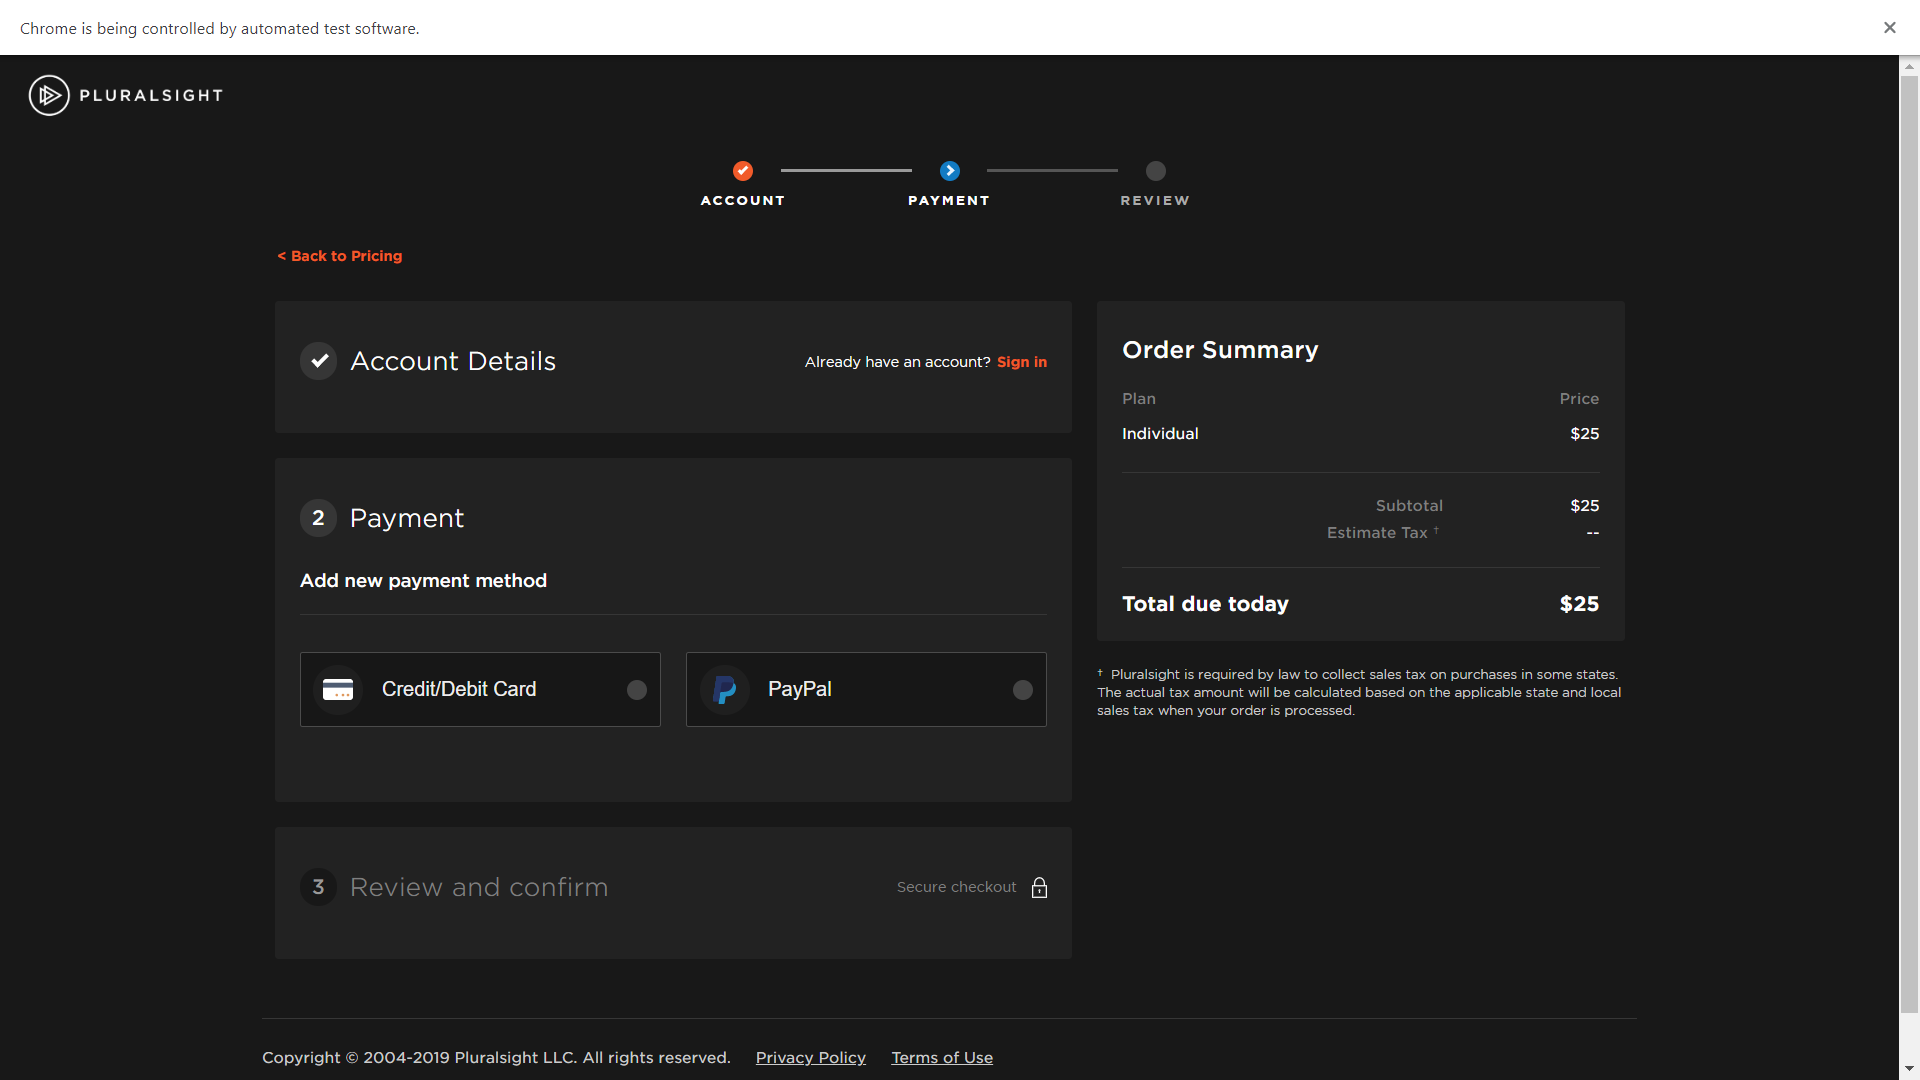 Chrome is being controlled by automated test software.
PLURALSIGHT
ACCOUNT
PAYMENT
REVIEW
< Back to Pricing
Account Details
Already have an account? Sign in
2 Payment
Add new payment method
Credit/Debit Card
PayPal
3 Review and confirm
Secure checkout
Order Summary
Plan Price
Individual $25
Subtotal $25
Estimate Tax † --
Total due today $25
† Pluralsight is required by law to collect sales tax on purchases in some states.
The actual tax amount will be calculated based on the applicable state and local
sales tax when your order is processed.
Copyright © 2004-2019 Pluralsight LLC. All rights reserved. Privacy Policy Terms of Use